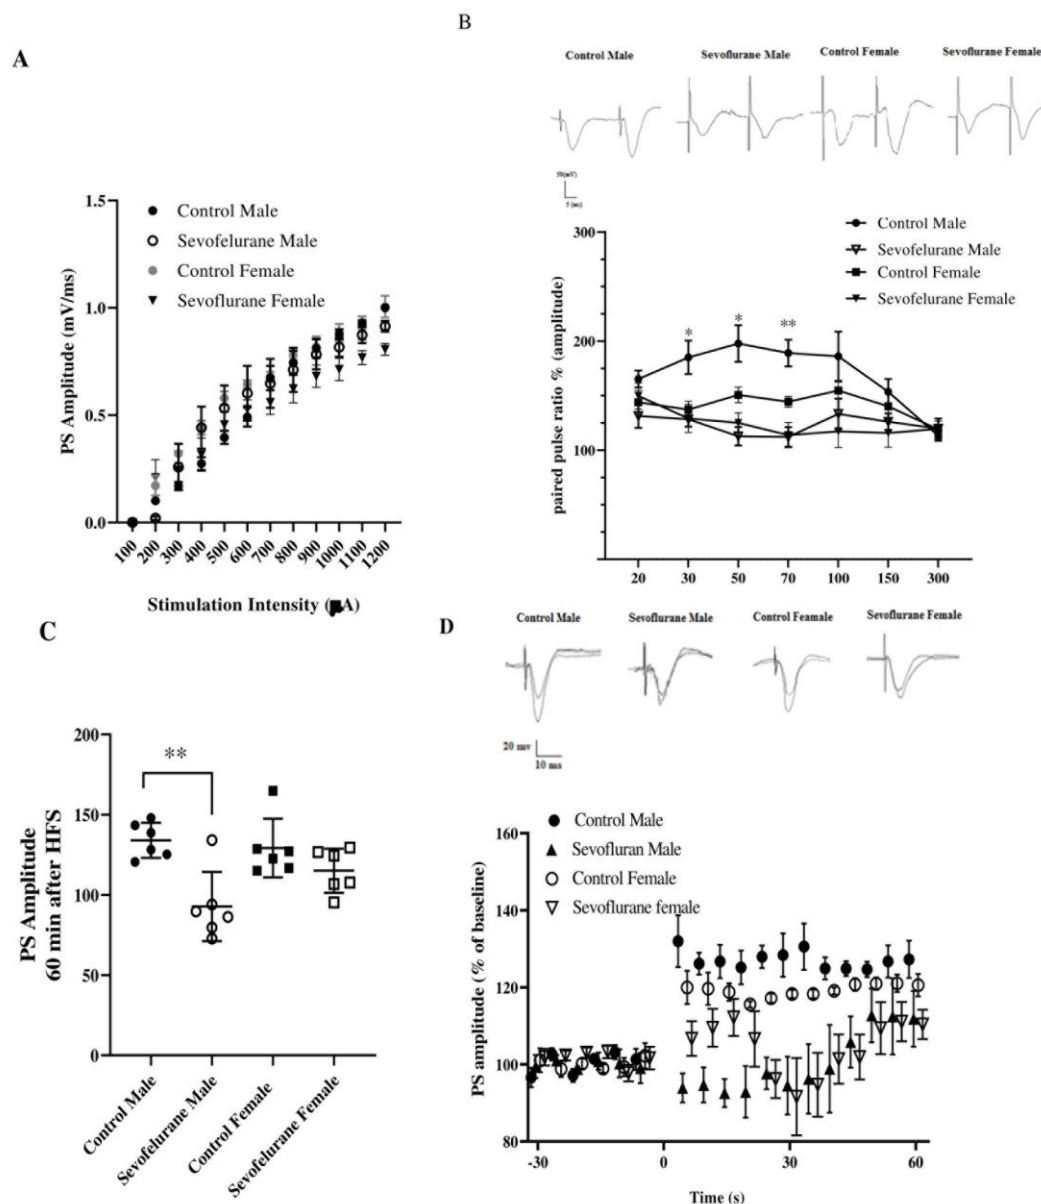 A
1.5
1.0
0.5
0.0
PS Amplitude (mV/ms)
Control Male
Sevofelurane Male
Control Female
Sevoflurane Female
100
200
300
400
500
600
700
800
900
1000
1100
1200
Stimulation Intensity (μA)
B
Control Male
Sevoflurane Male
Control Female
Sevoflurane Female
50(mV)
5 (ms)
Control Male
Sevofelurane Male
Control Female
Sevofelurane Female
300
200
100
paired pulse ratio % (amplitude)
*
*
**
20
30
50
70
100
150
300
C
200
150
100
50
0
PS Amplitude
60 min after HFS
**
Control Male
Sevofelurane Male
Control Female
Sevofelurane Female
D
Control Male
Sevoflurane Male
Control Feamale
Sevoflurane Female
20 mv
10 ms
Control Male
Sevofluran Male
Control Female
Sevoflurane female
160
140
120
100
80
PS amplitude (% of baseline)
-30
0
30
60
Time (s)